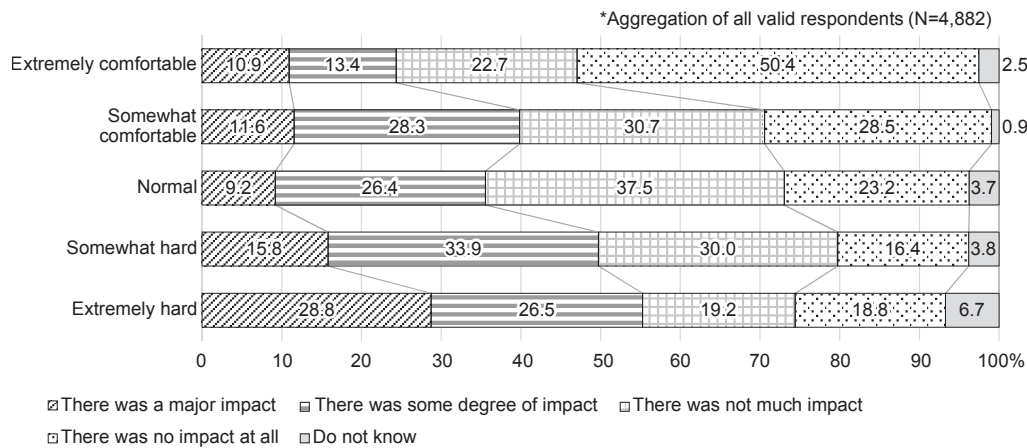 *Aggregation of all valid respondents (N=4,882)
Extremely comfortable 10.9 13.4 22.7 50.4 2.5
Somewhat
comfortable 11.6 28.3 30.7 28.5 0.9
Normal 9.2 26.4 37.5 23.2 3.7
Somewhat hard 15.8 33.9 30.0 16.4 3.8
Extremely hard 28.8 26.5 19.2 18.8 6.7
0 10 20 30 40 50 60 70 80 90 100%
There was a major impact There was some degree of impact There was not much impact
There was no impact at all Do not know